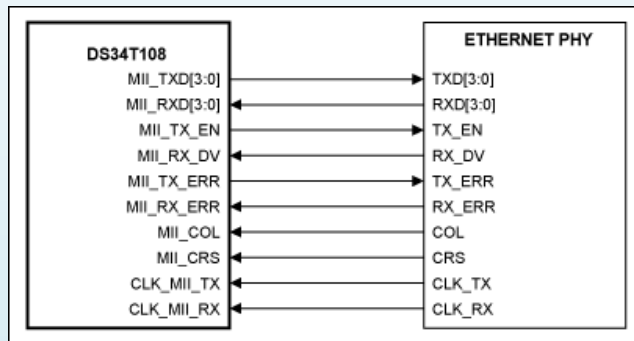 DS34T108
MII_TXD[3:0]
MII_RXD[3:0]
MII_TX_EN
MII_RX_DV
MII_TX_ERR
MII_RX_ERR
MII_COL
MII_CRS
CLK_MII_TX
CLK_MII_RX
ETHERNET PHY
TXD[3:0]
RXD[3:0]
TX_EN
RX_DV
TX_ERR
RX_ERR
COL
CRS
CLK_TX
CLK_RX